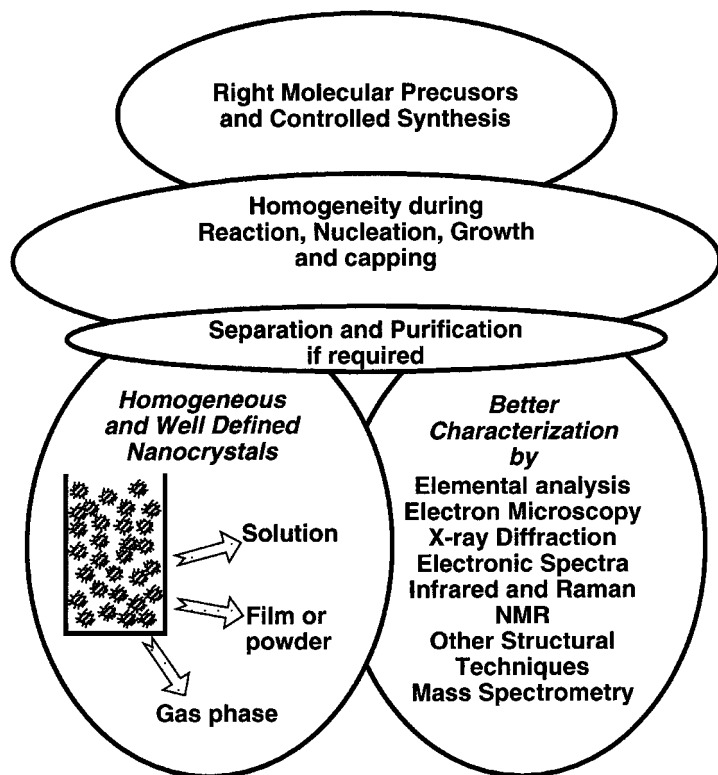 Right Molecular Precusors
and Controlled Synthesis
Homogeneity during
Reaction, Nucleation, Growth
and capping
Separation and Purification
if required
Homogeneous
and Well Defined
Nanocrystals
Solution
Film or
powder
Gas phase
Better
Characterization
by
Elemental analysis
Electron Microscopy
X-ray Diffraction
Electronic Spectra
Infrared and Raman
NMR
Other Structural
Techniques
Mass Spectrometry